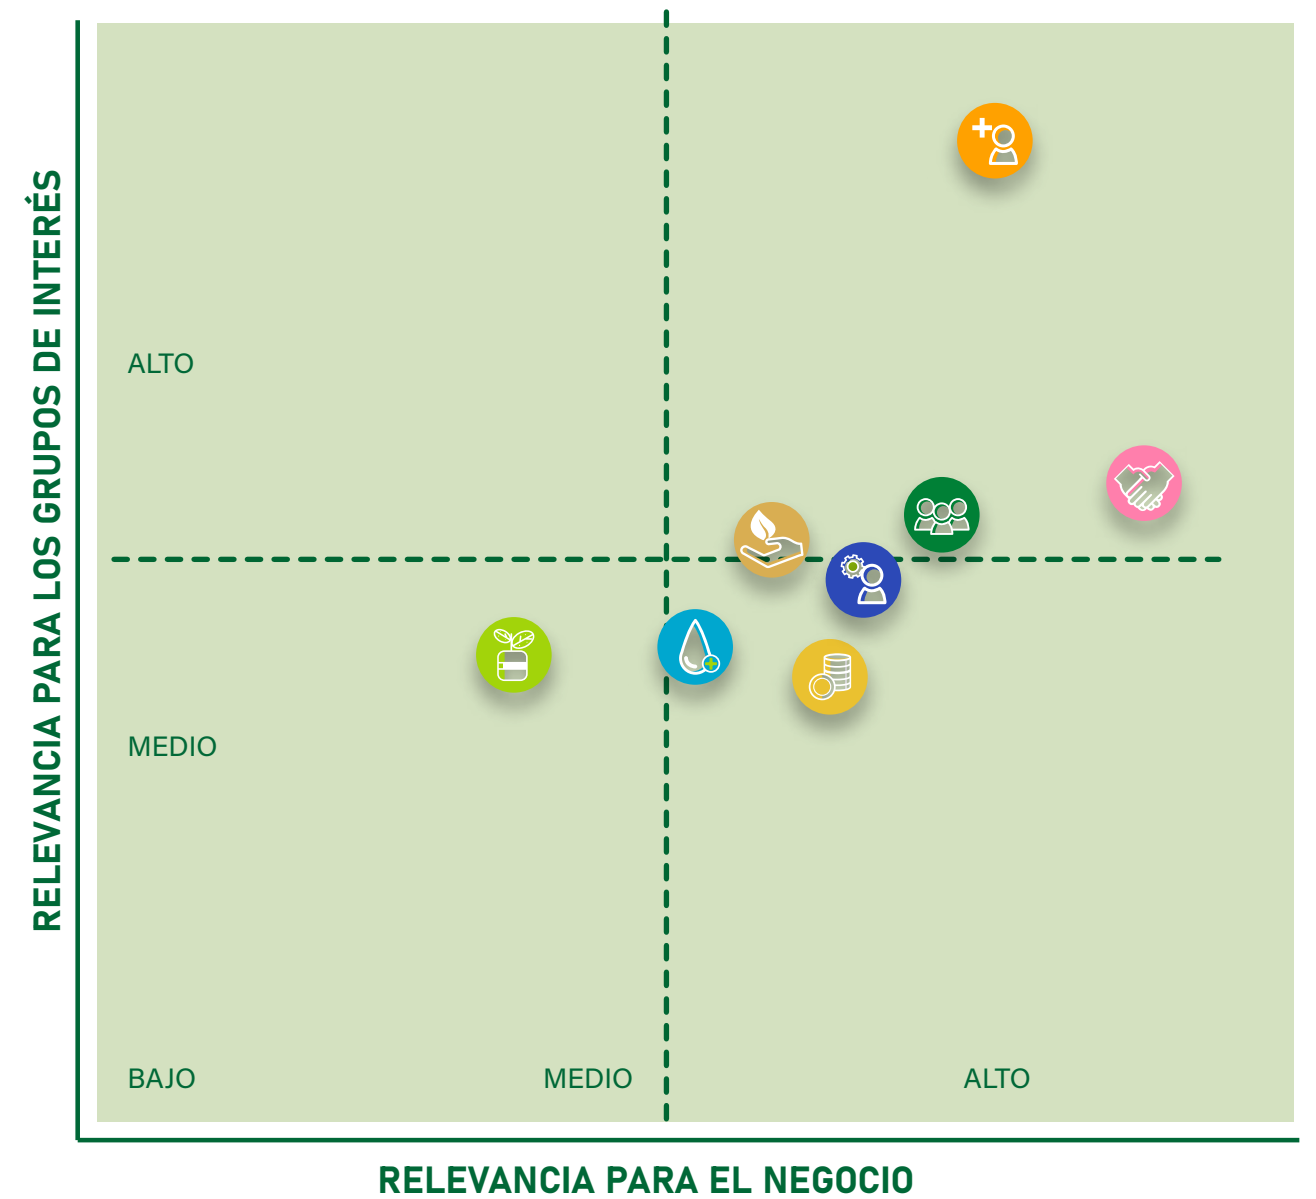 RELEVANCIA PARA LOS GRUPOS DE INTERÉS
ALTO
MEDIO
BAJO
MEDIO
ALTO
RELEVANCIA PARA EL NEGOCIO